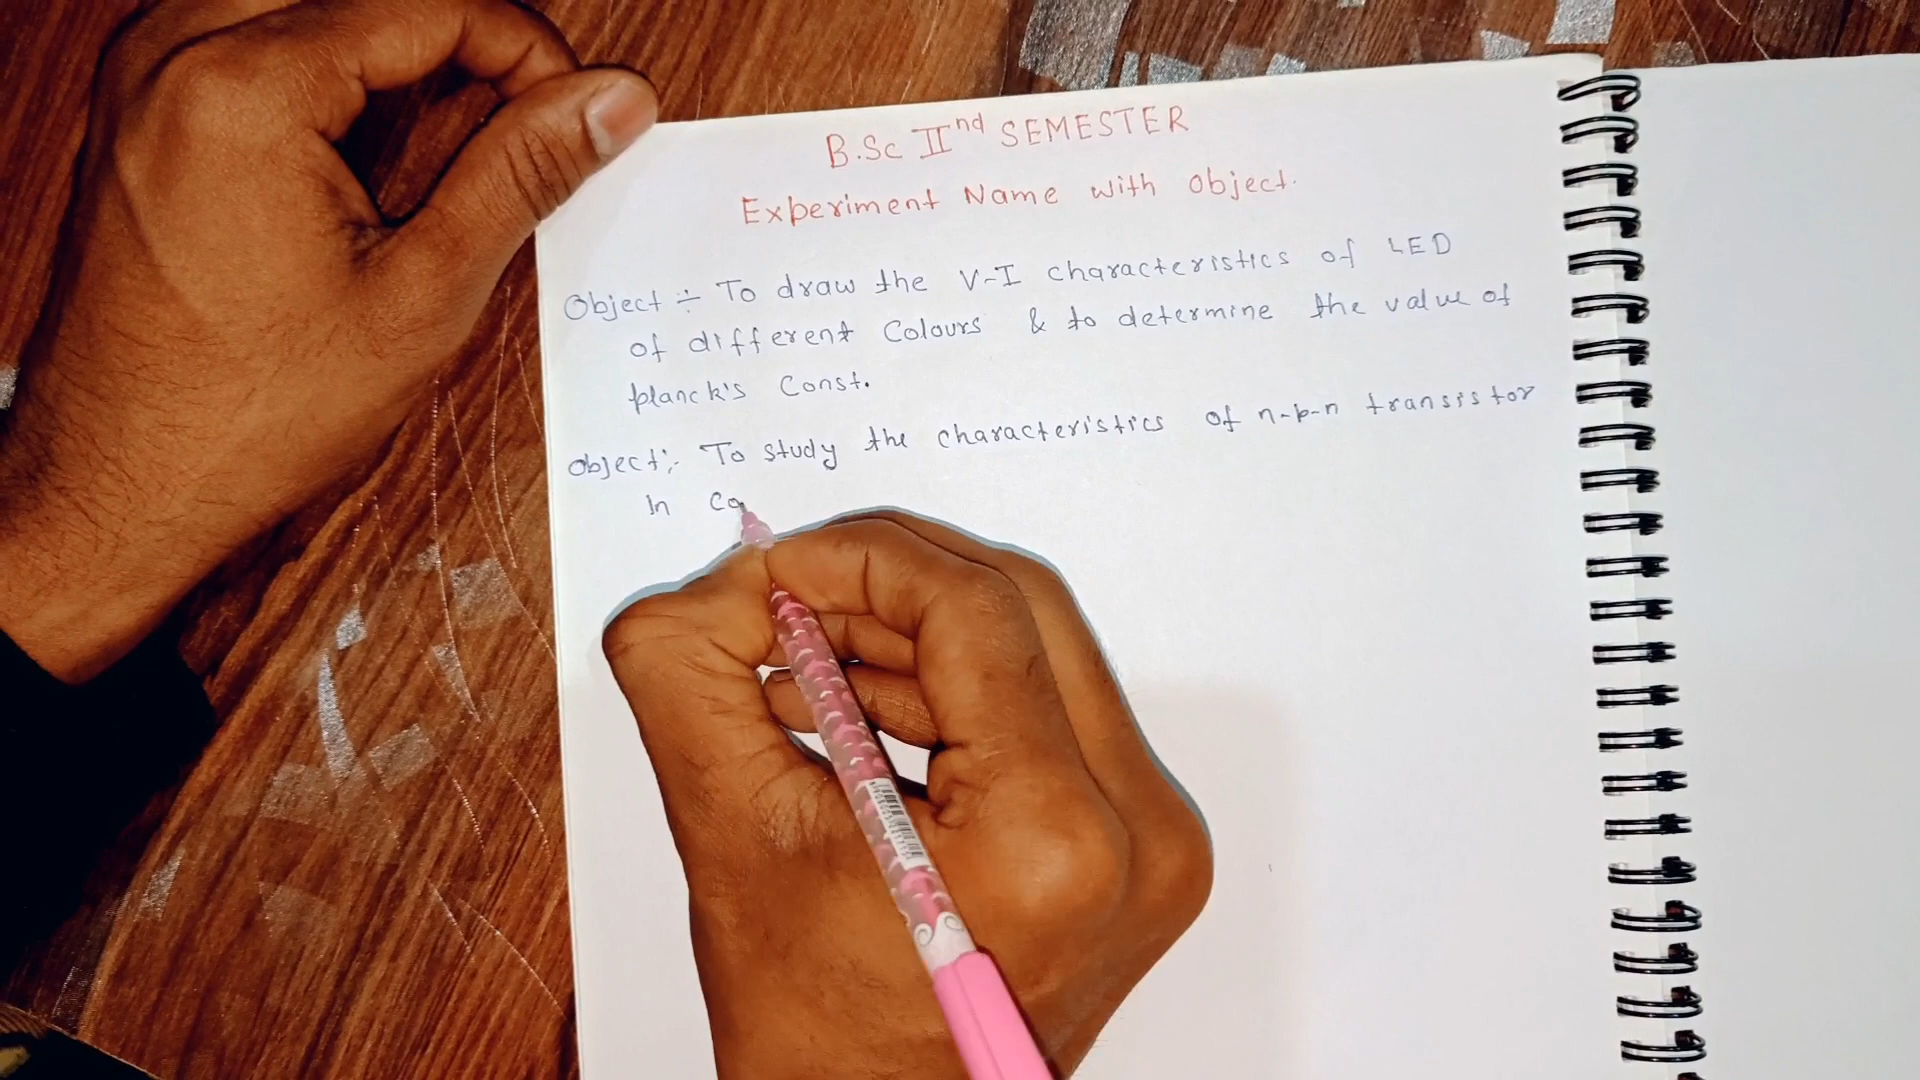 B.Sc IInd SEMESTER
Experiment Name with Object.
Object ÷ To draw the V-I characteristics of LED
of different Colours & to determine the value of
planck's Const.
Object:- To study the characteristics of n-p-n transistor
In Co